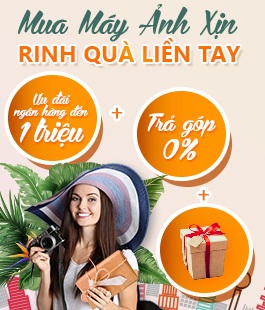 Mua Máy Ảnh Xịn
RINH QUÀ LIỀN TAY
Ưu đãi
ngân hàng đến
1 triệu
+
Trả góp
0%
+